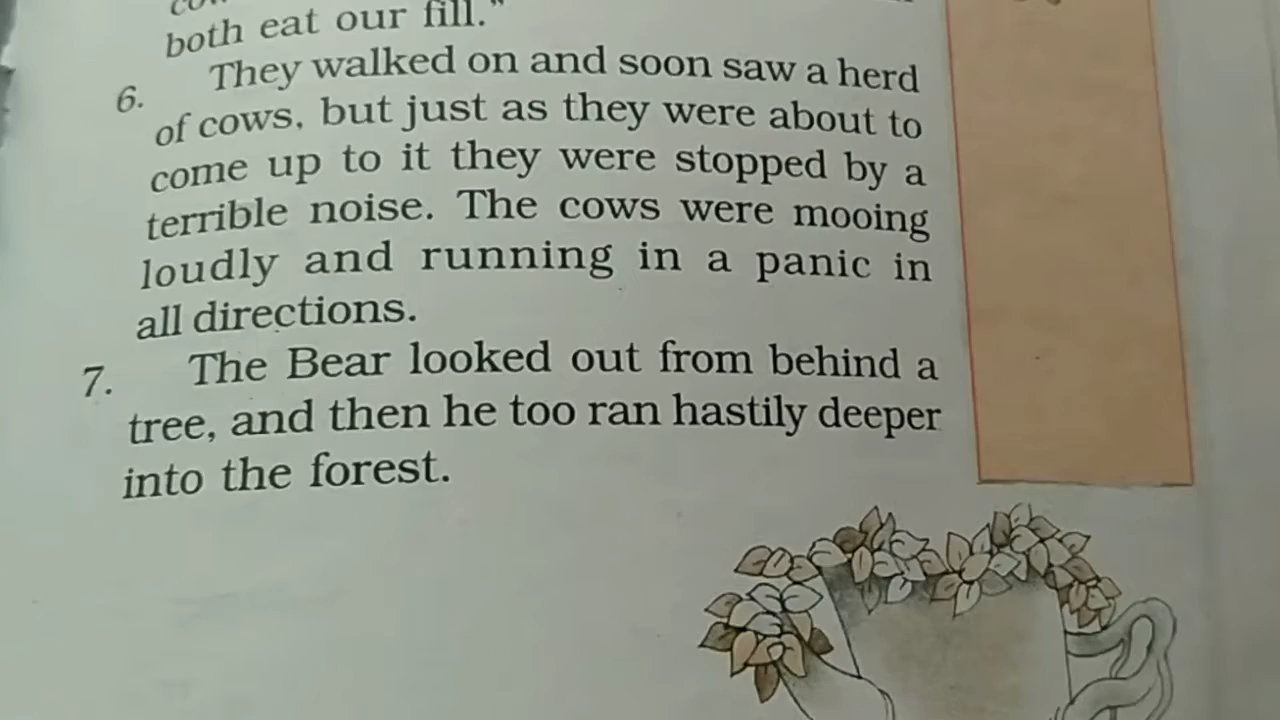 both eat our fill."
6. They walked on and soon saw a herd
of cows, but just as they were about to
come up to it they were stopped by a
terrible noise. The cows were mooing
loudly and running in a panic in
all directions.
7. The Bear looked out from behind a
tree, and then he too ran hastily deeper
into the forest.